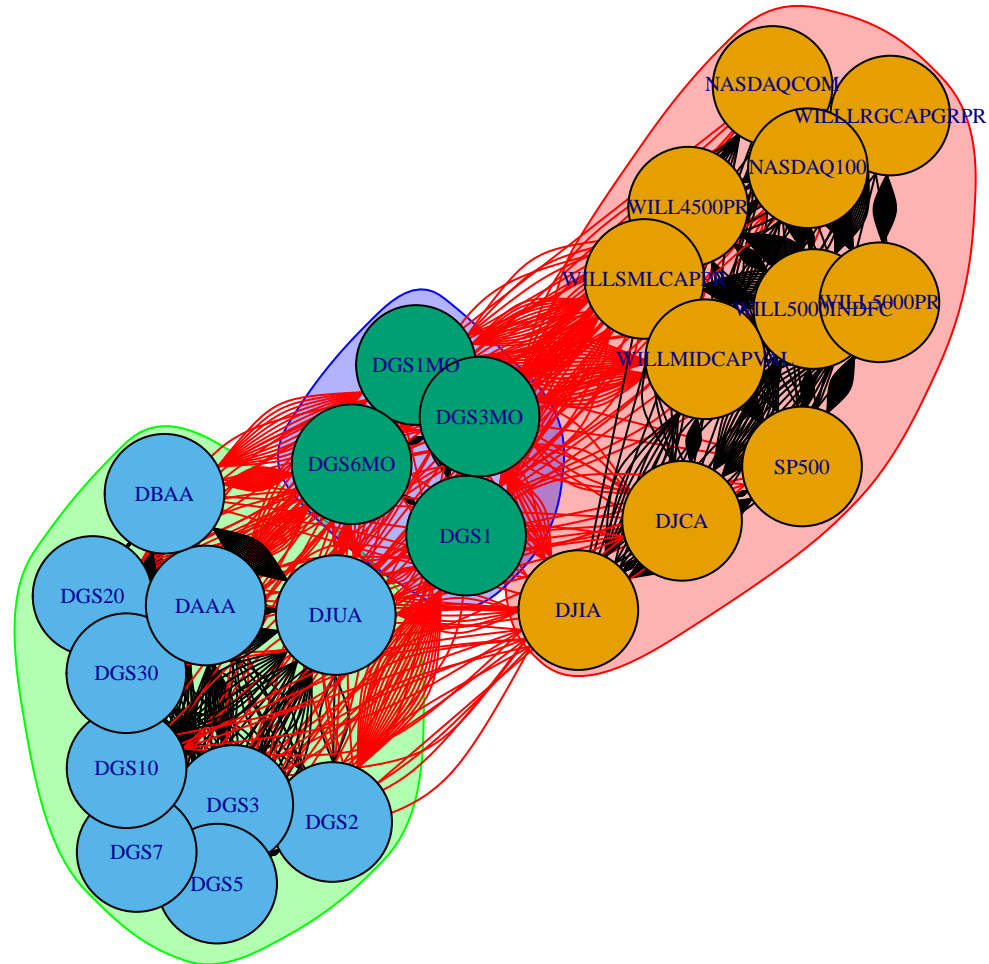 NASDAQCOM
WILLLRGCAPGRPR
NASDAQ100
WILL4500PR
WILLSMLCAPPR
WILL5000INDFC
WILL5000PR
WILLMIDCAPVAL
DGS1MO
DGS3MO
DGS6MO
SP500
DBAA
DJCA
DGS1
DGS20
DAAA
DJUA
DJIA
DGS30
DGS10
DGS3
DGS2
DGS7
DGS5